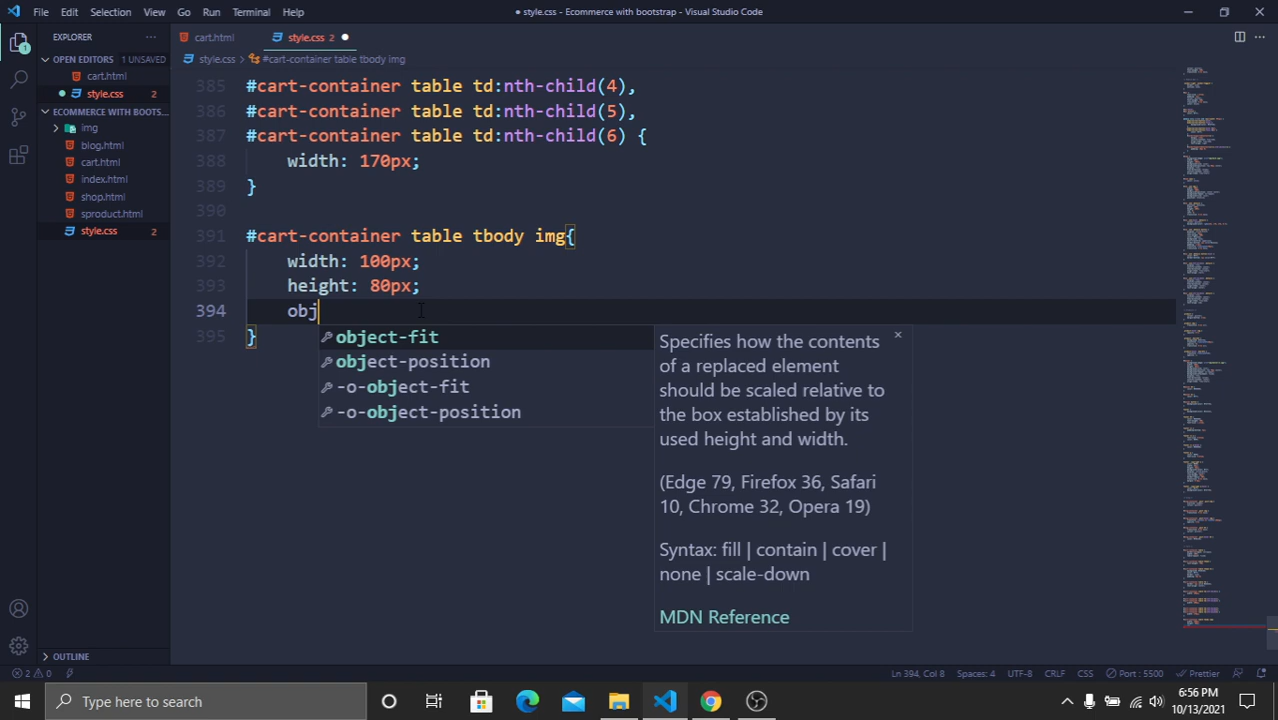 File Edit Selection View Go Run Terminal Help
● style.css - Ecommerce with bootstrap - Visual Studio Code
EXPLORER
OPEN EDITORS 1 UNSAVED
cart.html
style.css 2
ECOMMERCE WITH BOOTS...
img
blog.html
cart.html
index.html
shop.html
sproduct.html
style.css 2
OUTLINE
1
cart.html
style.css 2
style.css > #cart-container table tbody img
385 #cart-container table td:nth-child(4),
386 #cart-container table td:nth-child(5),
387 #cart-container table td:nth-child(6) {
388 width: 170px;
389 }
390
391 #cart-container table tbody img{
392 width: 100px;
393 height: 80px;
394 obj
395 }
object-fit
object-position
-o-object-fit
-o-object-position
Specifies how the contents
of a replaced element
should be scaled relative to
the box established by its
used height and width.
(Edge 79, Firefox 36, Safari
10, Chrome 32, Opera 19)
Syntax: fill | contain | cover |
none | scale-down
MDN Reference
2 0
Ln 394, Col 8 Spaces: 4 UTF-8 CRLF CSS Port : 5500 Prettier
Type here to search
6:56 PM
10/13/2021